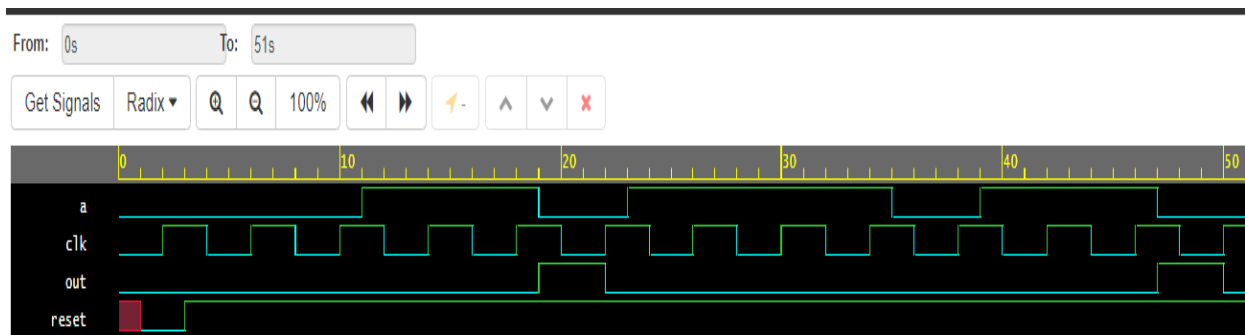 From: 0s To: 51s
Get Signals Radix 100% -
0 10 20 30 40 50
a
clk
out
reset